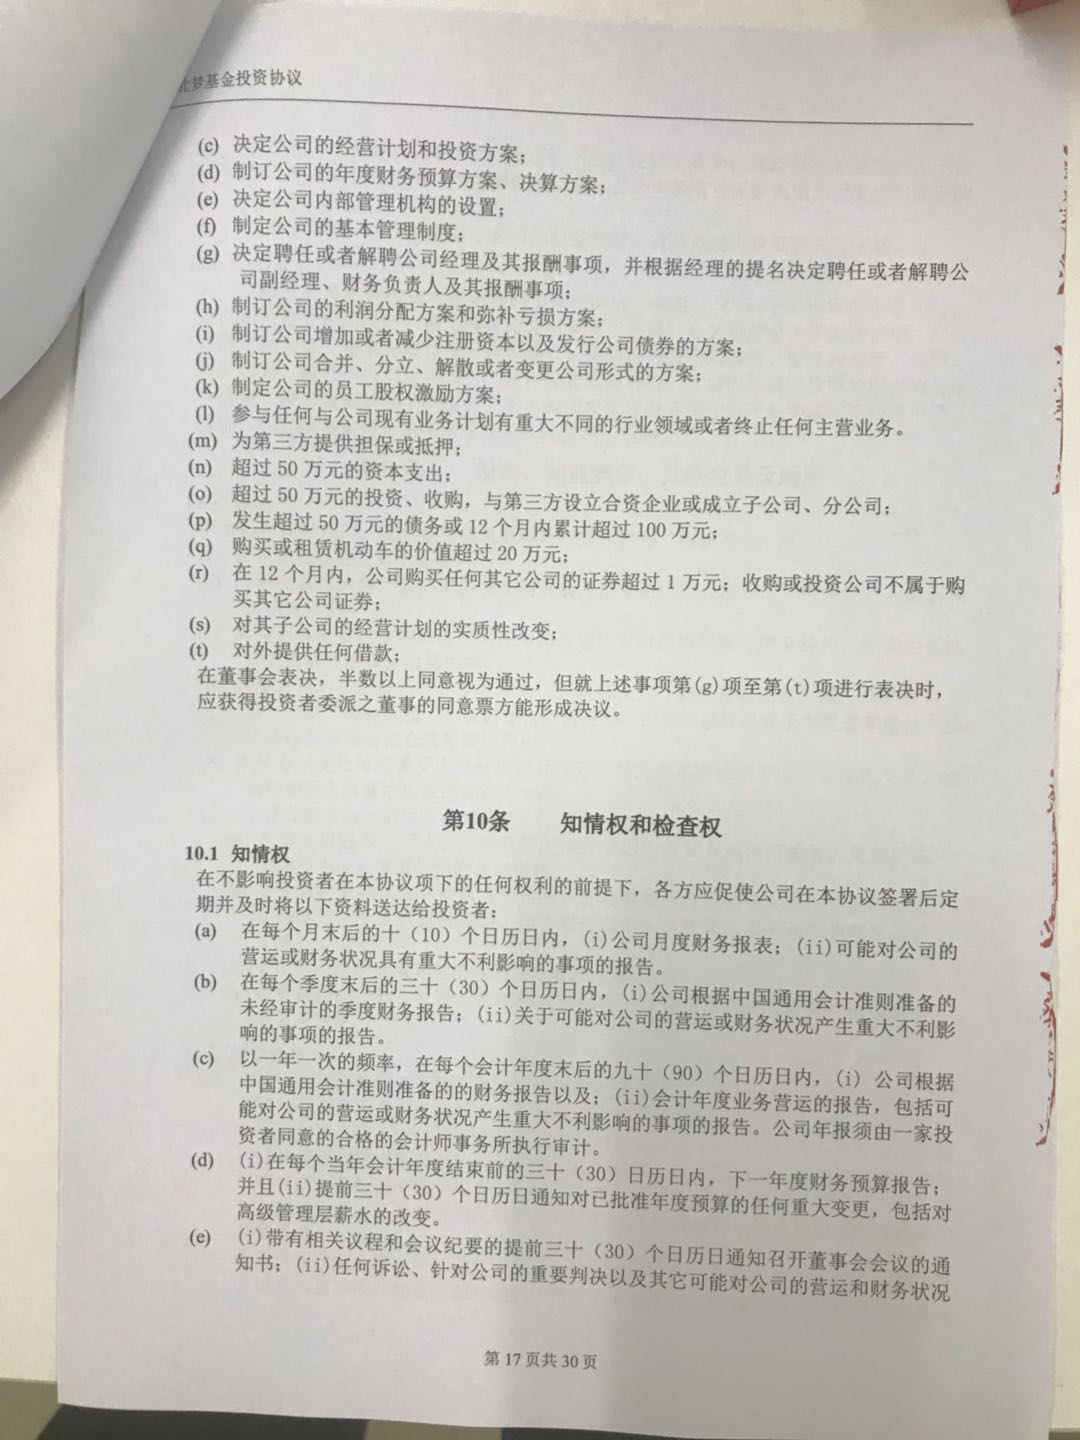 梦基金投资协议
(c) 决定公司的经营计划和投资方案；
(d) 制订公司的年度财务预算方案、决算方案；
(e) 决定公司内部管理机构的设置；
(f) 制定公司的基本管理制度；
(g) 决定聘任或者解聘公司经理及其报酬事项，并根据经理的提名决定聘任或者解聘公
司副经理、财务负责人及其报酬事项；
(h) 制订公司的利润分配方案和弥补亏损方案；
(i) 制订公司增加或者减少注册资本以及发行公司债券的方案；
(j) 制订公司合并、分立、解散或者变更公司形式的方案；
(k) 制定公司的员工股权激励方案；
(l) 参与任何与公司现有业务计划有重大不同的行业领域或者终止任何主营业务。
(m) 为第三方提供担保或抵押；
(n) 超过 50 万元的资本支出；
(o) 超过 50 万元的投资、收购，与第三方设立合资企业或成立子公司、分公司；
(p) 发生超过 50 万元的债务或 12 个月内累计超过 100 万元；
(q) 购买或租赁机动车的价值超过 20 万元；
(r) 在 12 个月内，公司购买任何其它公司的证券超过 1 万元；收购或投资公司不属于购
买其它公司证券；
(s) 对其子公司的经营计划的实质性改变；
(t) 对外提供任何借款；
在董事会表决，半数以上同意视为通过，但就上述事项第(g)项至第(t)项进行表决时，
应获得投资者委派之董事的同意票方能形成决议。
第10条 知情权和检查权
10.1 知情权
在不影响投资者在本协议项下的任何权利的前提下，各方应促使公司在本协议签署后定
期并及时将以下资料送达给投资者：
(a) 在每个月末后的十（10）个日历日内，(i)公司月度财务报表；(ii)可能对公司的
营运或财务状况具有重大不利影响的事项的报告。
(b) 在每个季度末后的三十（30）个日历日内，(i)公司根据中国通用会计准则准备的
未经审计的季度财务报告；(ii)关于可能对公司的营运或财务状况产生重大不利影
响的事项的报告。
(c) 以一年一次的频率，在每个会计年度末后的九十（90）个日历日内，(i) 公司根据
中国通用会计准则准备的的财务报告以及；(ii)会计年度业务营运的报告，包括可
能对公司的营运或财务状况产生重大不利影响的事项的报告。公司年报须由一家投
资者同意的合格的会计师事务所执行审计。
(d) (i)在每个当年会计年度结束前的三十（30）日历日内，下一年度财务预算报告；
并且(ii)提前三十（30）个日历日通知对已批准年度预算的任何重大变更，包括对
高级管理层薪水的改变。
(e) (i)带有相关议程和会议纪要的提前三十（30）个日历日通知召开董事会会议的通
知书；(ii)任何诉讼、针对公司的重要判决以及其它可能对公司的营运和财务状况
第 17 页共 30 页